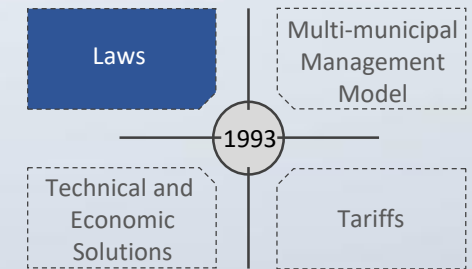 Laws
Multi-municipal
Management
Model
1993
Technical and
Economic
Solutions
Tariffs